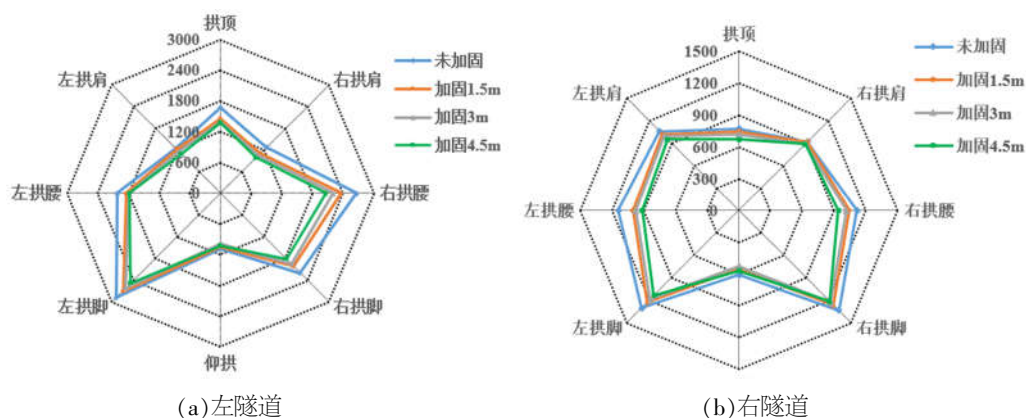 拱顶
3000
2400
1800
1200
600
0
左拱肩
右拱肩
左拱腰
右拱腰
左拱脚
右拱脚
仰拱
未加固
加固1.5m
加固3m
加固4.5m
(a)左隧道
拱顶
1500
1200
900
600
300
0
左拱肩
右拱肩
左拱腰
右拱腰
左拱脚
右拱脚
未加固
加固1.5m
加固3m
加固4.5m
(b)右隧道